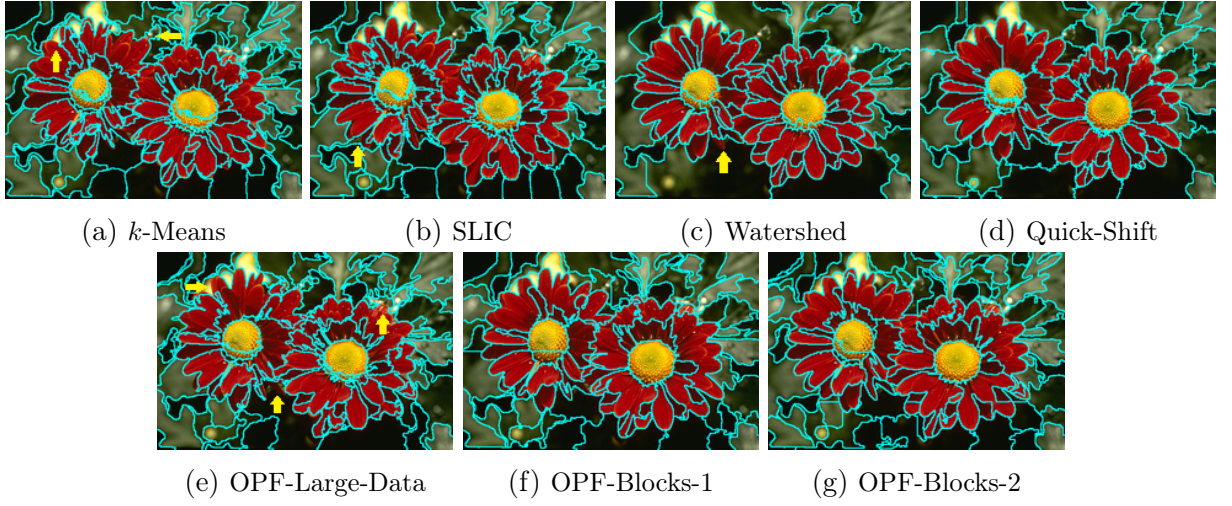 (a) k-Means
(b) SLIC
(c) Watershed
(d) Quick-Shift
(e) OPF-Large-Data
(f) OPF-Blocks-1
(g) OPF-Blocks-2